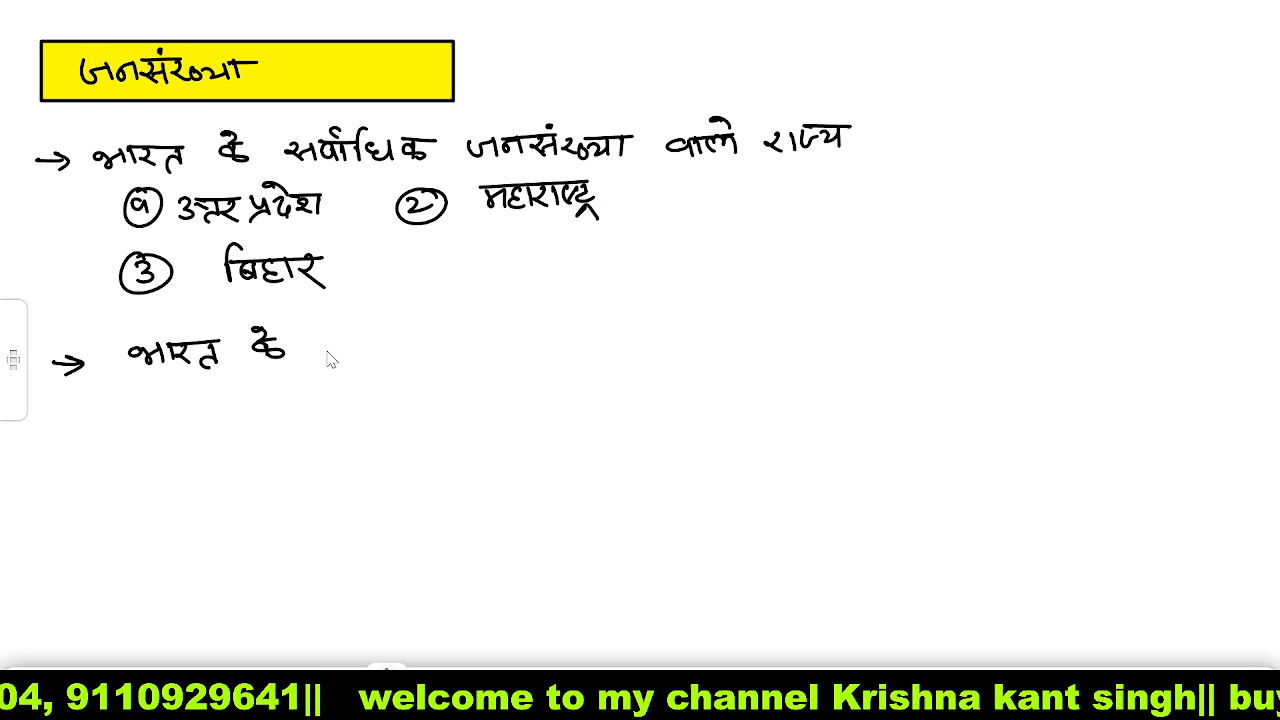 जनसंख्या
→ भारत के सर्वाधिक जनसंख्या वाले राज्य
① उत्तर प्रदेश ② महाराष्ट्र
③ बिहार
→ भारत के
04, 9110929641|| welcome to my channel Krishna kant singh|| buy